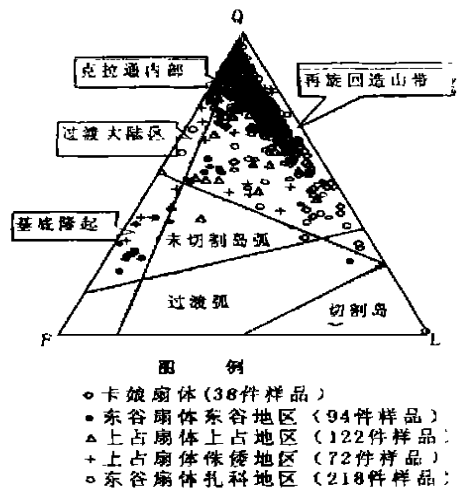 Q
克拉通内部
再旋回造山带
过渡大陆区
基底隆起
未切割岛弧
过渡弧
切割岛
F
L
图 例
卡娘扇体(38件样品)
东谷扇体东谷地区(94件样品)
上占扇体上占地区(122件样品)
上占扇体侏倭地区(72件样品)
东谷扇体扎科地区(218件样品)